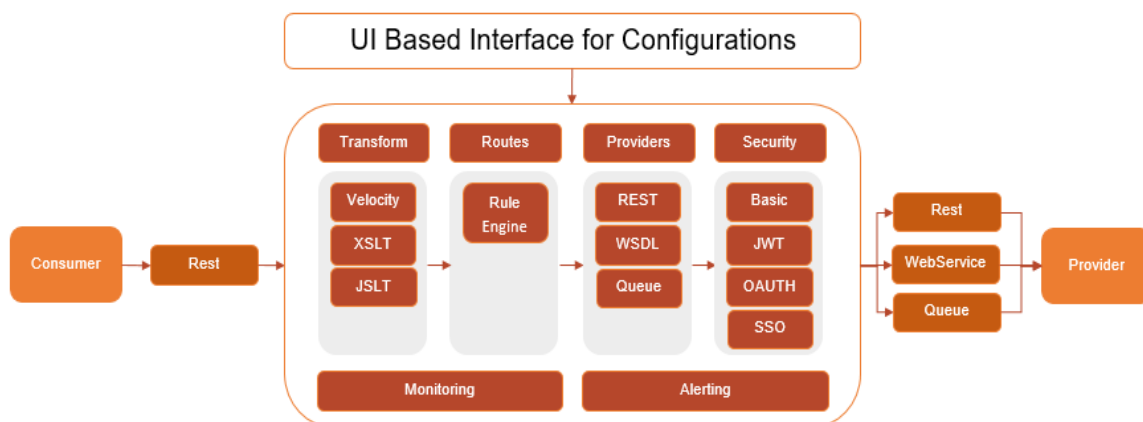 UI Based Interface for Configurations
Transform
Routes
Providers
Security
Velocity
XSLT
JSLT
Rule
Engine
REST
WSDL
Queue
Basic
JWT
OAUTH
SSO
Monitoring
Alerting
Consumer
Rest
Rest
WebService
Queue
Provider